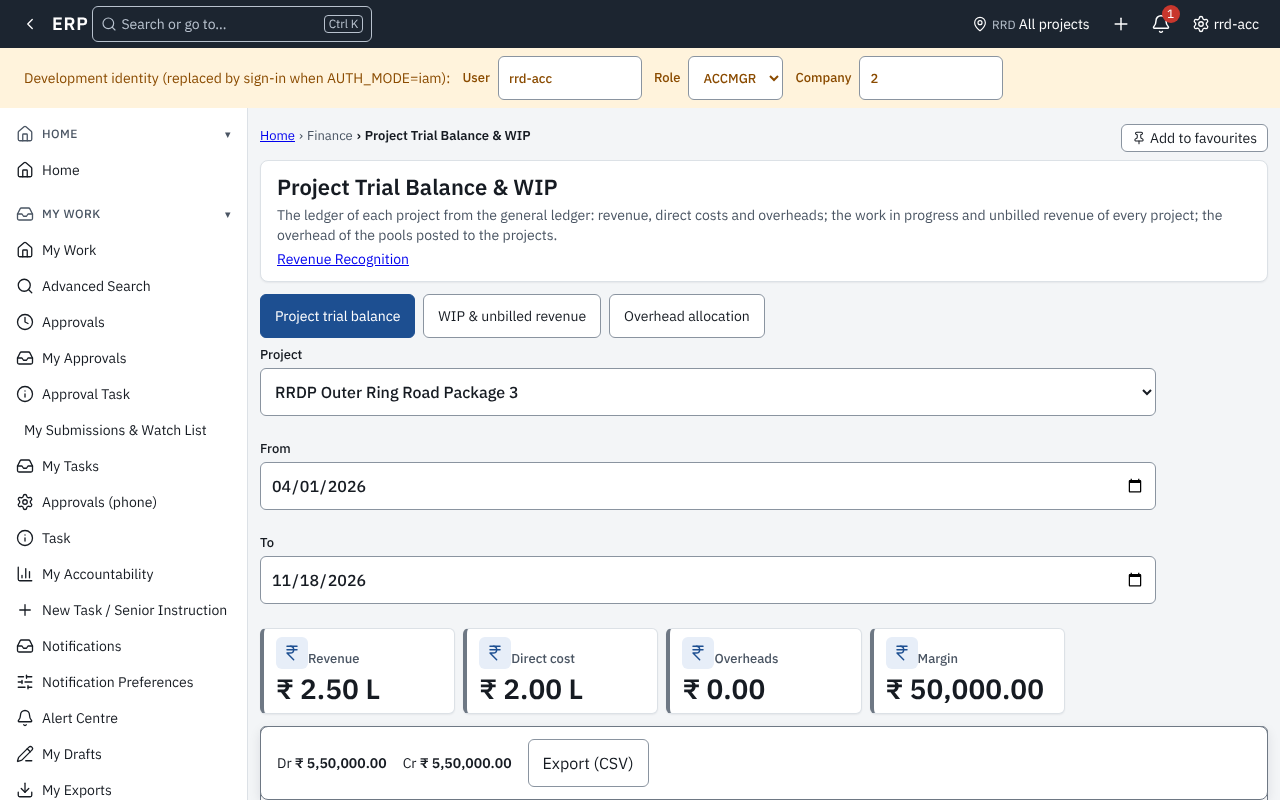 ERP
Search or go to...
Ctrl K
RRD All projects
1
rrd-acc
Development identity (replaced by sign-in when AUTH_MODE=iam):
User
rrd-acc
Role
ACCMGR
Company
2
HOME
Home
MY WORK
My Work
Advanced Search
Approvals
My Approvals
Approval Task
My Submissions & Watch List
My Tasks
Approvals (phone)
Task
My Accountability
New Task / Senior Instruction
Notifications
Notification Preferences
Alert Centre
My Drafts
My Exports
Home › Finance › Project Trial Balance & WIP
Add to favourites
Project Trial Balance & WIP
The ledger of each project from the general ledger: revenue, direct costs and overheads; the work in progress and unbilled revenue of every project; the
overhead of the pools posted to the projects.
Revenue Recognition
Project trial balance
WIP & unbilled revenue
Overhead allocation
Project
RRDP Outer Ring Road Package 3
From
04/01/2026
To
11/18/2026
₹ Revenue
₹ 2.50 L
₹ Direct cost
₹ 2.00 L
₹ Overheads
₹ 0.00
₹ Margin
₹ 50,000.00
Dr ₹ 5,50,000.00
Cr ₹ 5,50,000.00
Export (CSV)